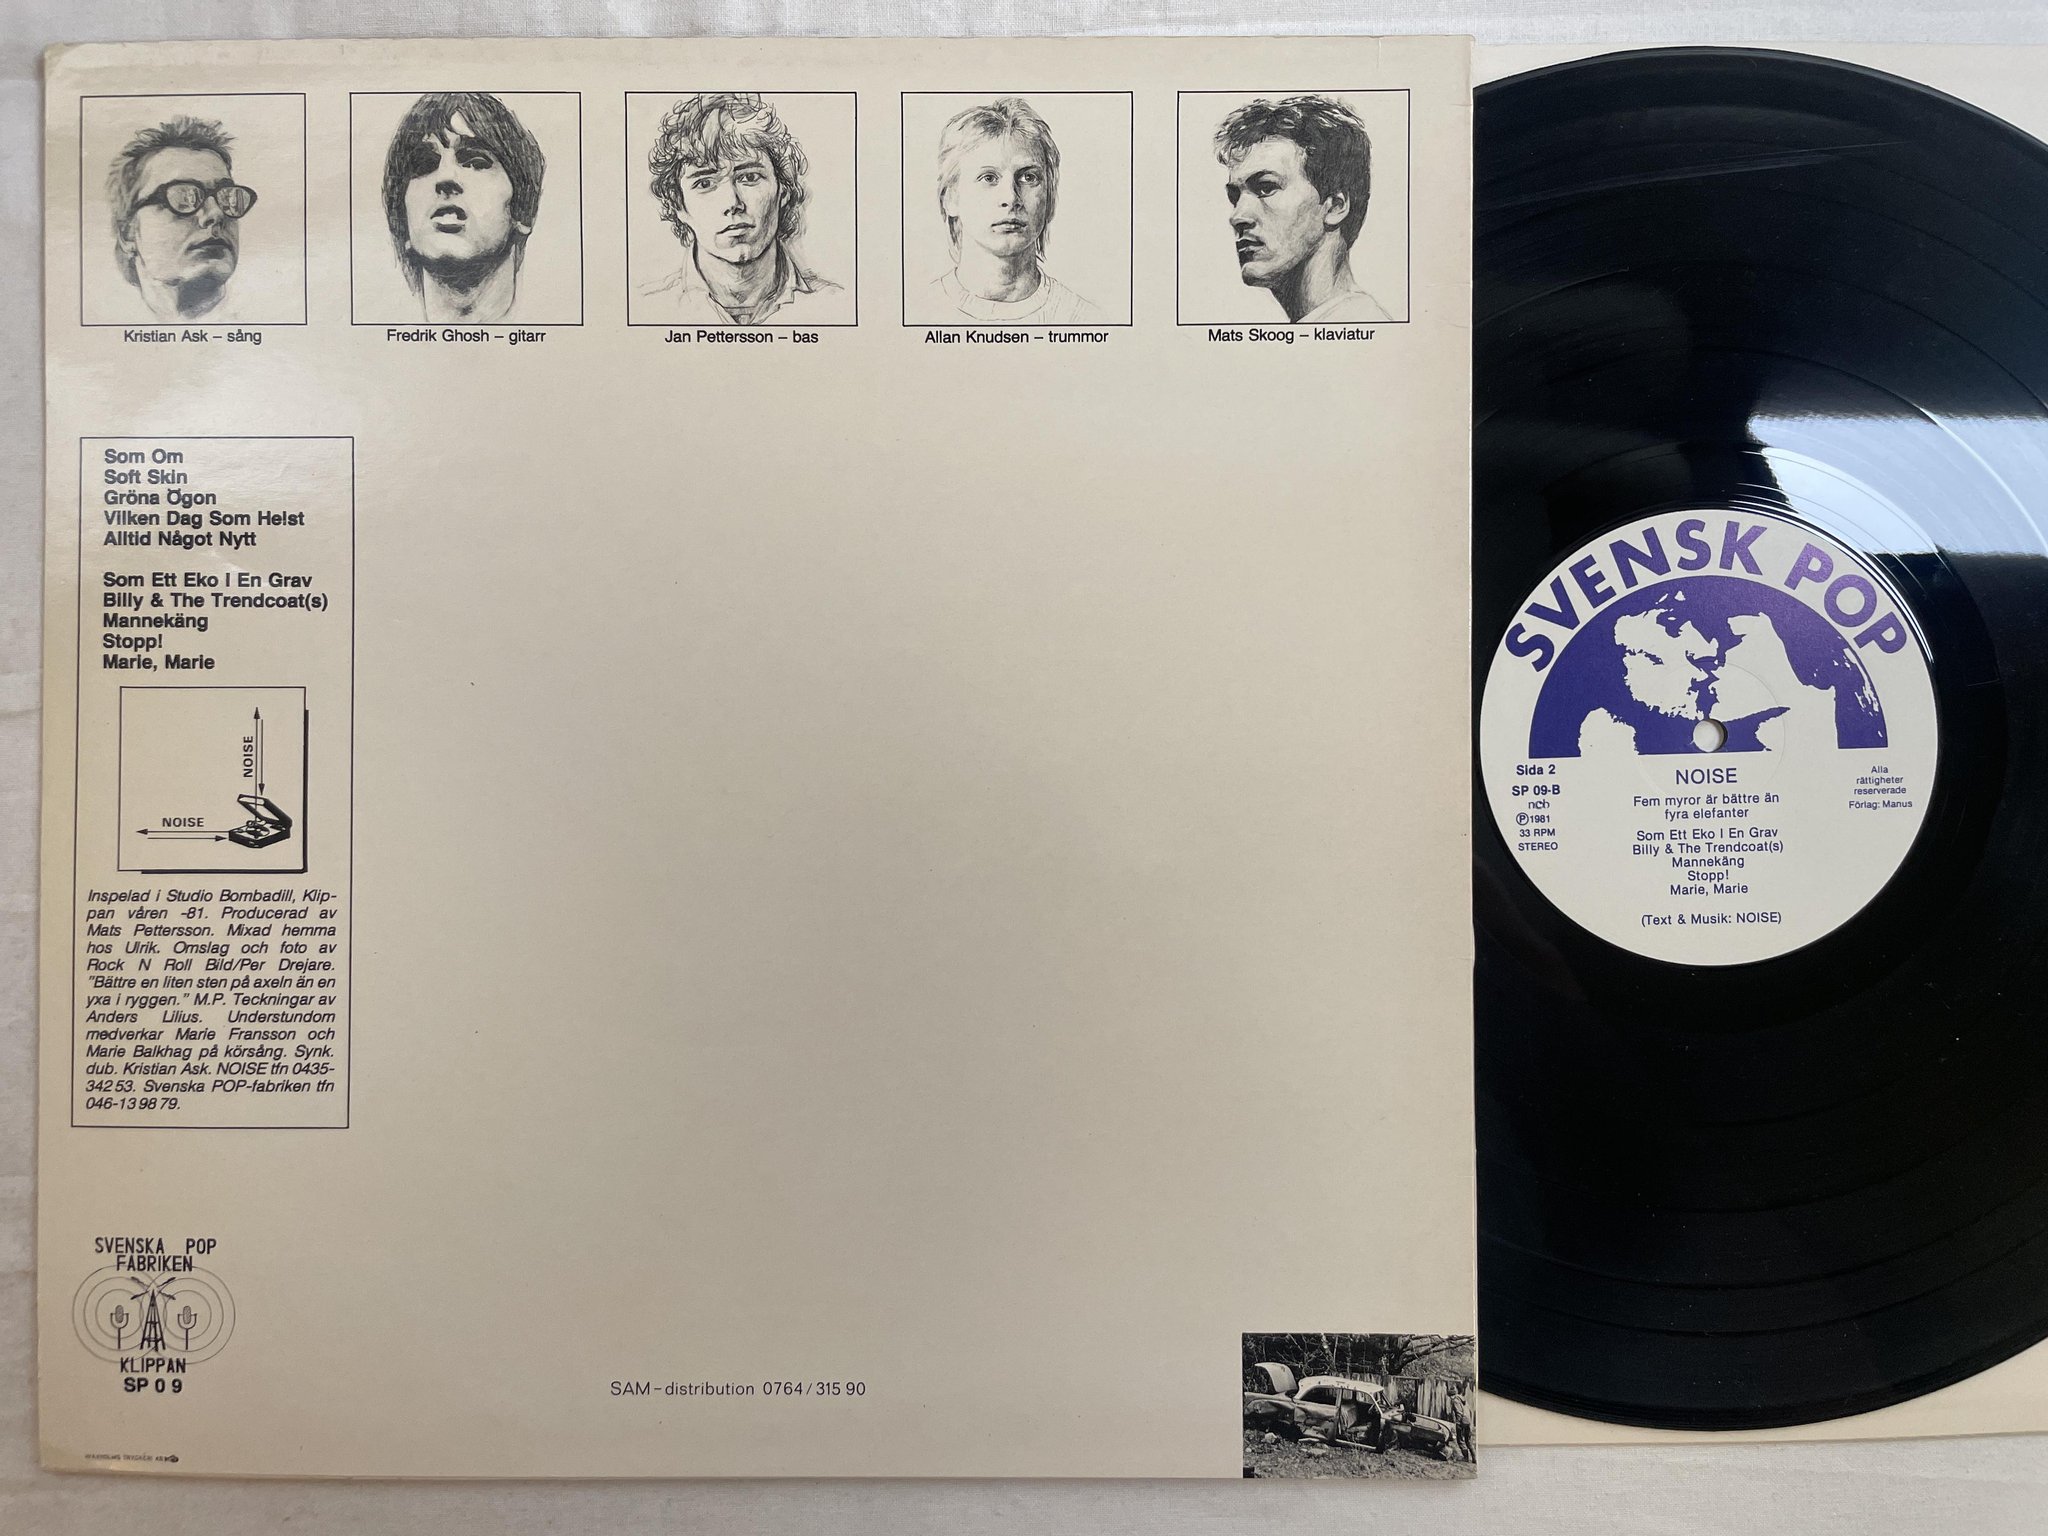 Kristian Ask – sång
Fredrik Ghosh – gitarr
Jan Pettersson – bas
Allan Knudsen – trummor
Mats Skoog – klaviatur
Som Om
Soft Skin
Gröna Ögon
Vilken Dag Som Helst
Alltid Något Nytt
Som Ett Eko I En Grav
Billy & The Trendcoat(s)
Mannekäng
Stopp!
Marie, Marie
NOISE
NOISE
Inspelad i Studio Bombadill, Klip-
pan våren -81. Producerad av
Mats Pettersson. Mixad hemma
hos Ulrik. Omslag och foto av
Rock N Roll Bild/Per Drejare.
"Bättre en liten sten på axeln än en
yxa i ryggen." M.P. Teckningar av
Anders Lilius. Understundom
medverkar Marie Fransson och
Marie Balkhag på körsång. Synk.
dub. Kristian Ask. NOISE tfn 0435-
342 53. Svenska POP-fabriken tfn
046-13 98 79.
SVENSKA POP
FABRIKEN
KLIPPAN
SP 0 9
SAM–distribution 0764/315 90
SVENSK POP
Sida 2
SP 09-B
ncb
Ⓟ1981
33 RPM
STEREO
NOISE
Fem myror är bättre än
fyra elefanter
Som Ett Eko I En Grav
Billy & The Trendcoat(s)
Mannekäng
Stopp!
Marie, Marie
(Text & Musik: NOISE)
Alla
rättigheter
reserverade
Förlag: Manus